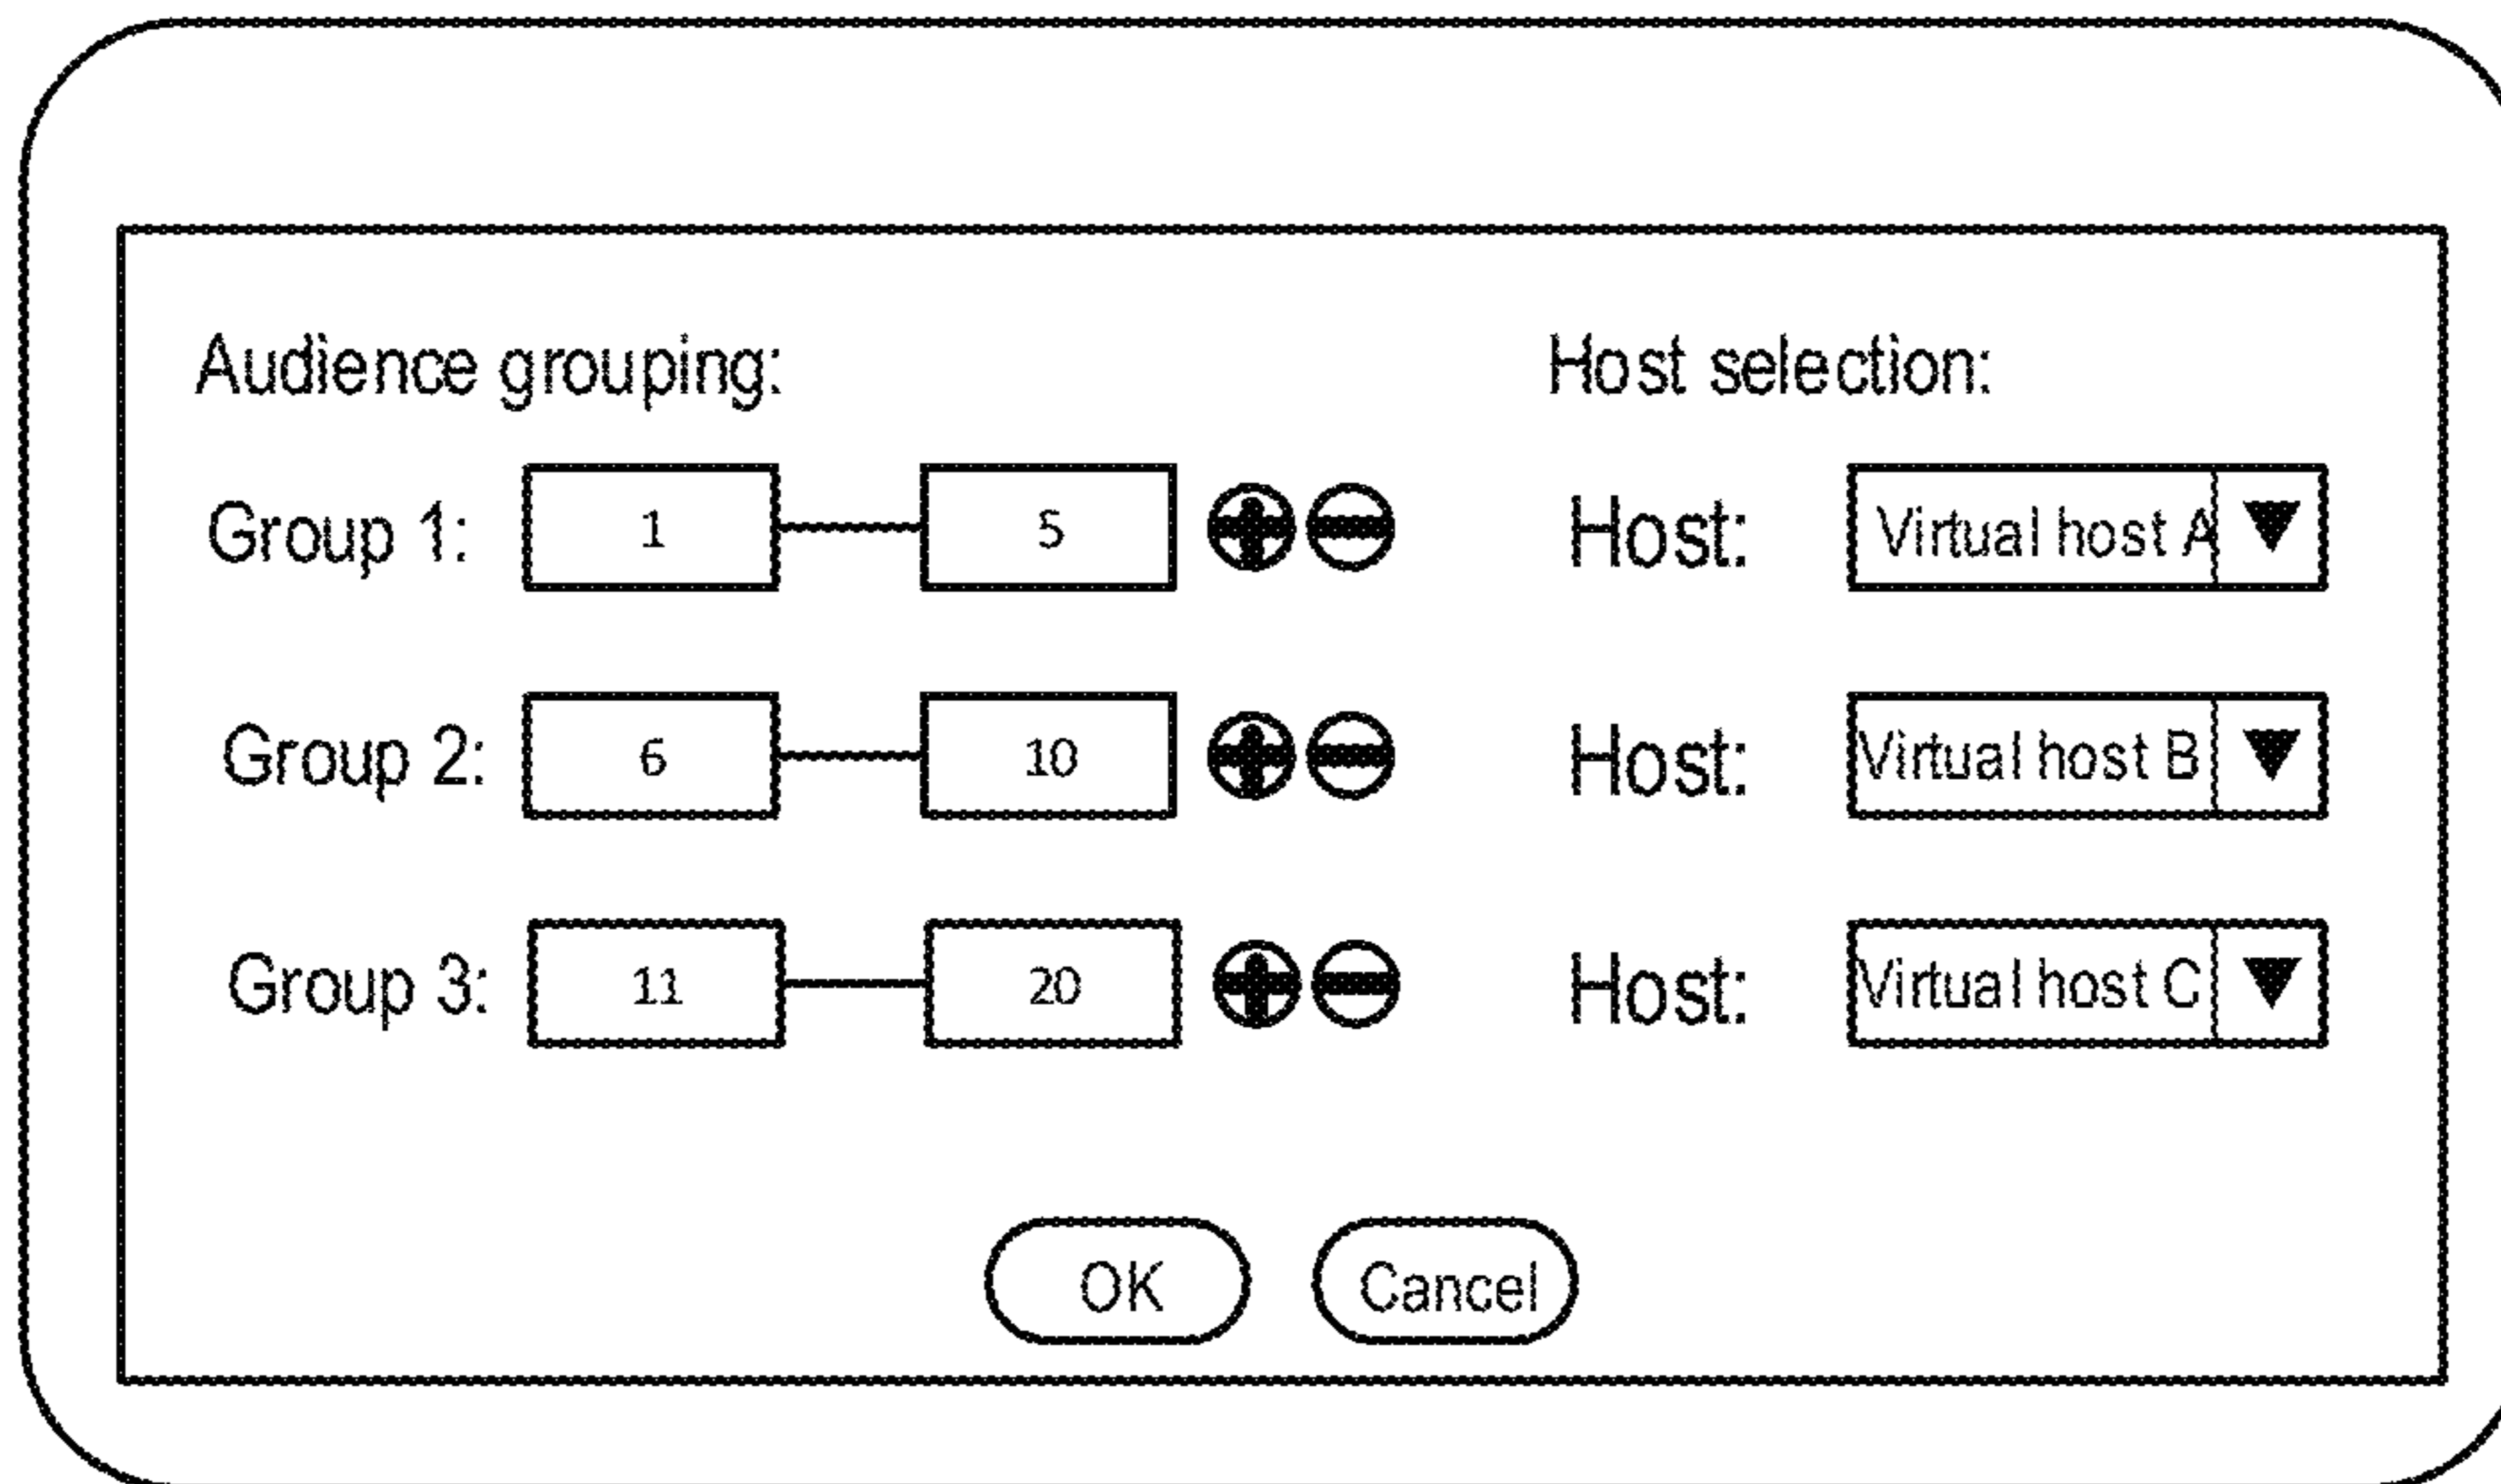 Audience grouping: Host selection:
Group 1: 1 5 Host: Virtual host A
Group 2: 6 10 Host: Virtual host B
Group 3: 11 20 Host: Virtual host C
OK Cancel